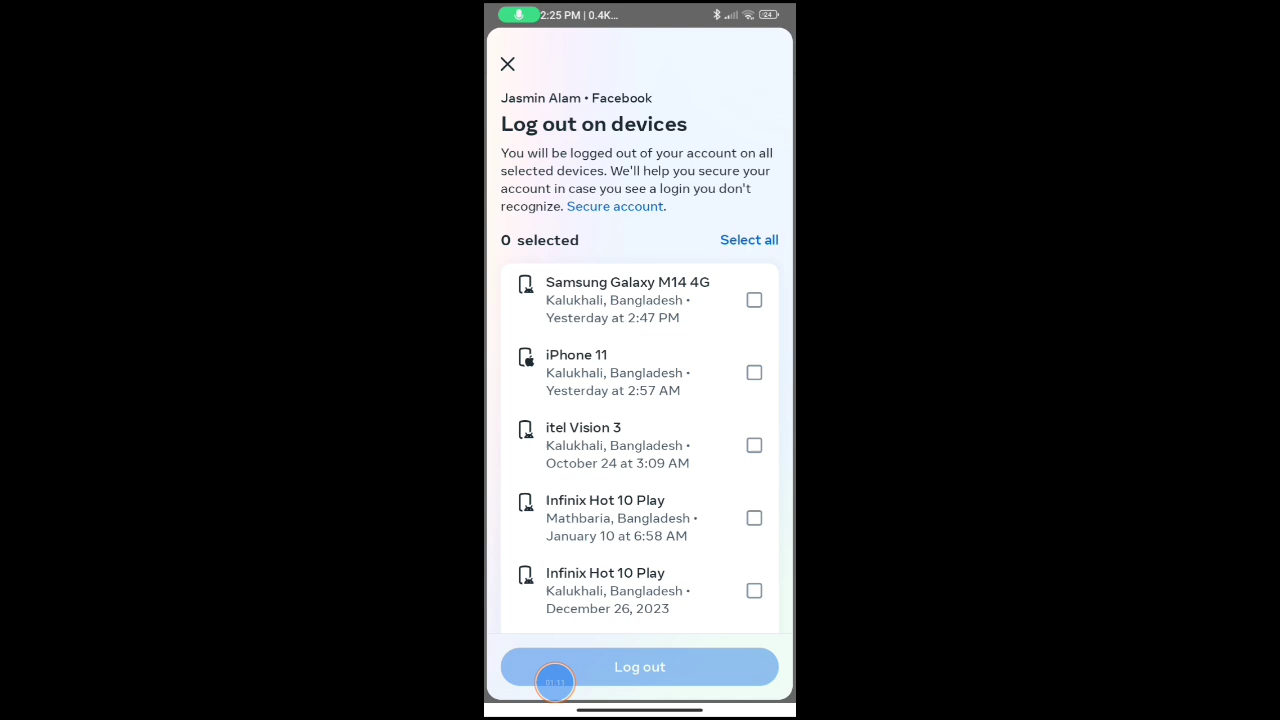 2:25 PM | 0.4K...
24
Jasmin Alam • Facebook
Log out on devices
You will be logged out of your account on all
selected devices. We'll help you secure your
account in case you see a login you don't
recognize. Secure account.
0 selected
Select all
Samsung Galaxy M14 4G
Kalukhali, Bangladesh •
Yesterday at 2:47 PM
iPhone 11
Kalukhali, Bangladesh •
Yesterday at 2:57 AM
itel Vision 3
Kalukhali, Bangladesh •
October 24 at 3:09 AM
Infinix Hot 10 Play
Mathbaria, Bangladesh •
January 10 at 6:58 AM
Infinix Hot 10 Play
Kalukhali, Bangladesh •
December 26, 2023
Log out